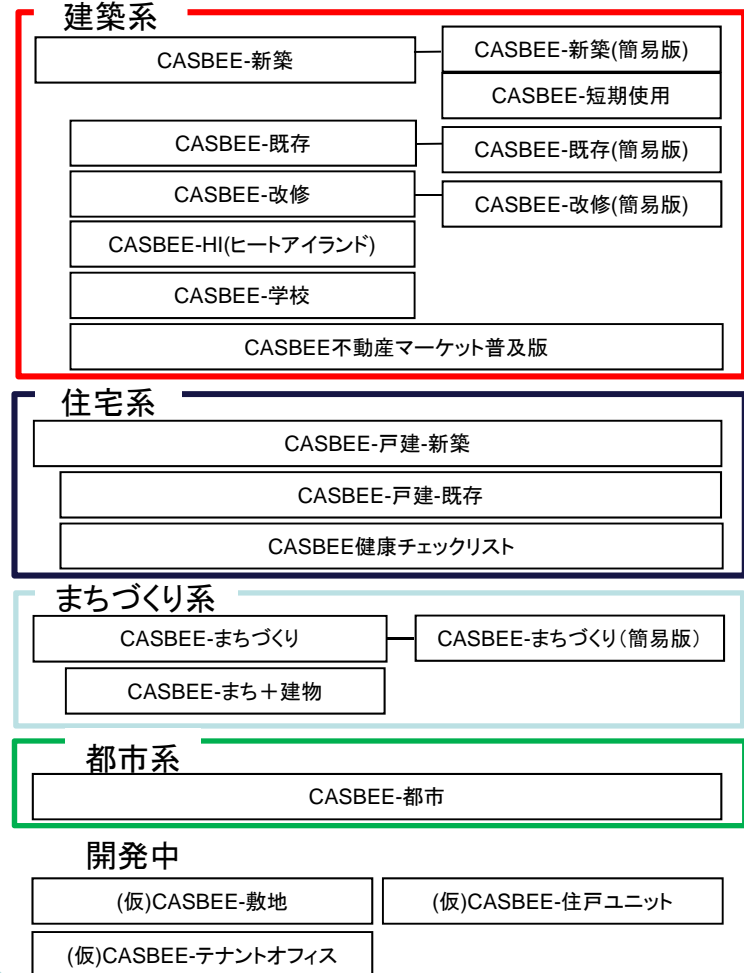 建築系
CASBEE-新築
CASBEE-新築(簡易版)
CASBEE-短期使用
CASBEE-既存
CASBEE-既存(簡易版)
CASBEE-改修
CASBEE-改修(簡易版)
CASBEE-HI(ヒートアイランド)
CASBEE-学校
CASBEE不動産マーケット普及版
住宅系
CASBEE-戸建-新築
CASBEE-戸建-既存
CASBEE健康チェックリスト
まちづくり系
CASBEE-まちづくり
CASBEE-まちづくり（簡易版）
CASBEE-まち＋建物
都市系
CASBEE-都市
開発中
(仮)CASBEE-敷地
(仮)CASBEE-住戸ユニット
(仮)CASBEE-テナントオフィス